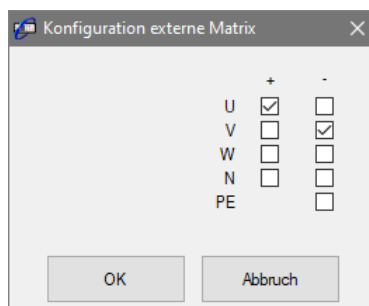 Konfiguration externe Matrix
+ -
U
V
W
N
PE
OK Abbruch